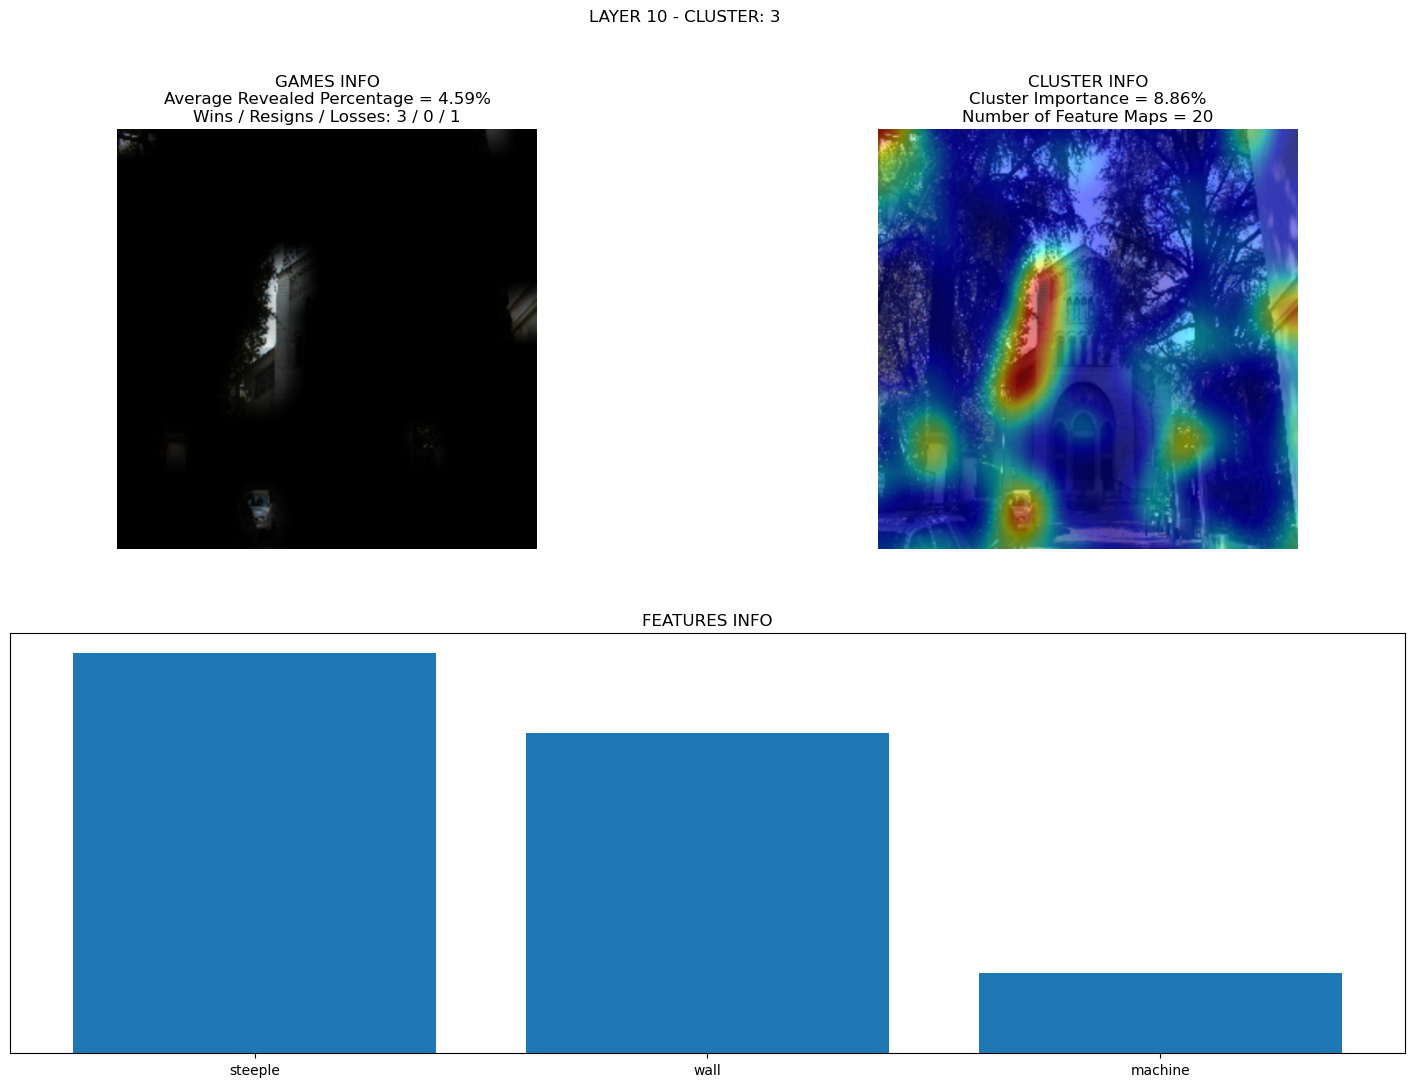 LAYER 10 - CLUSTER: 3
GAMES INFO
Average Revealed Percentage = 4.59%
Wins / Resigns / Losses: 3 / 0 / 1
CLUSTER INFO
Cluster Importance = 8.86%
Number of Feature Maps = 20
FEATURES INFO
steeple
wall
machine